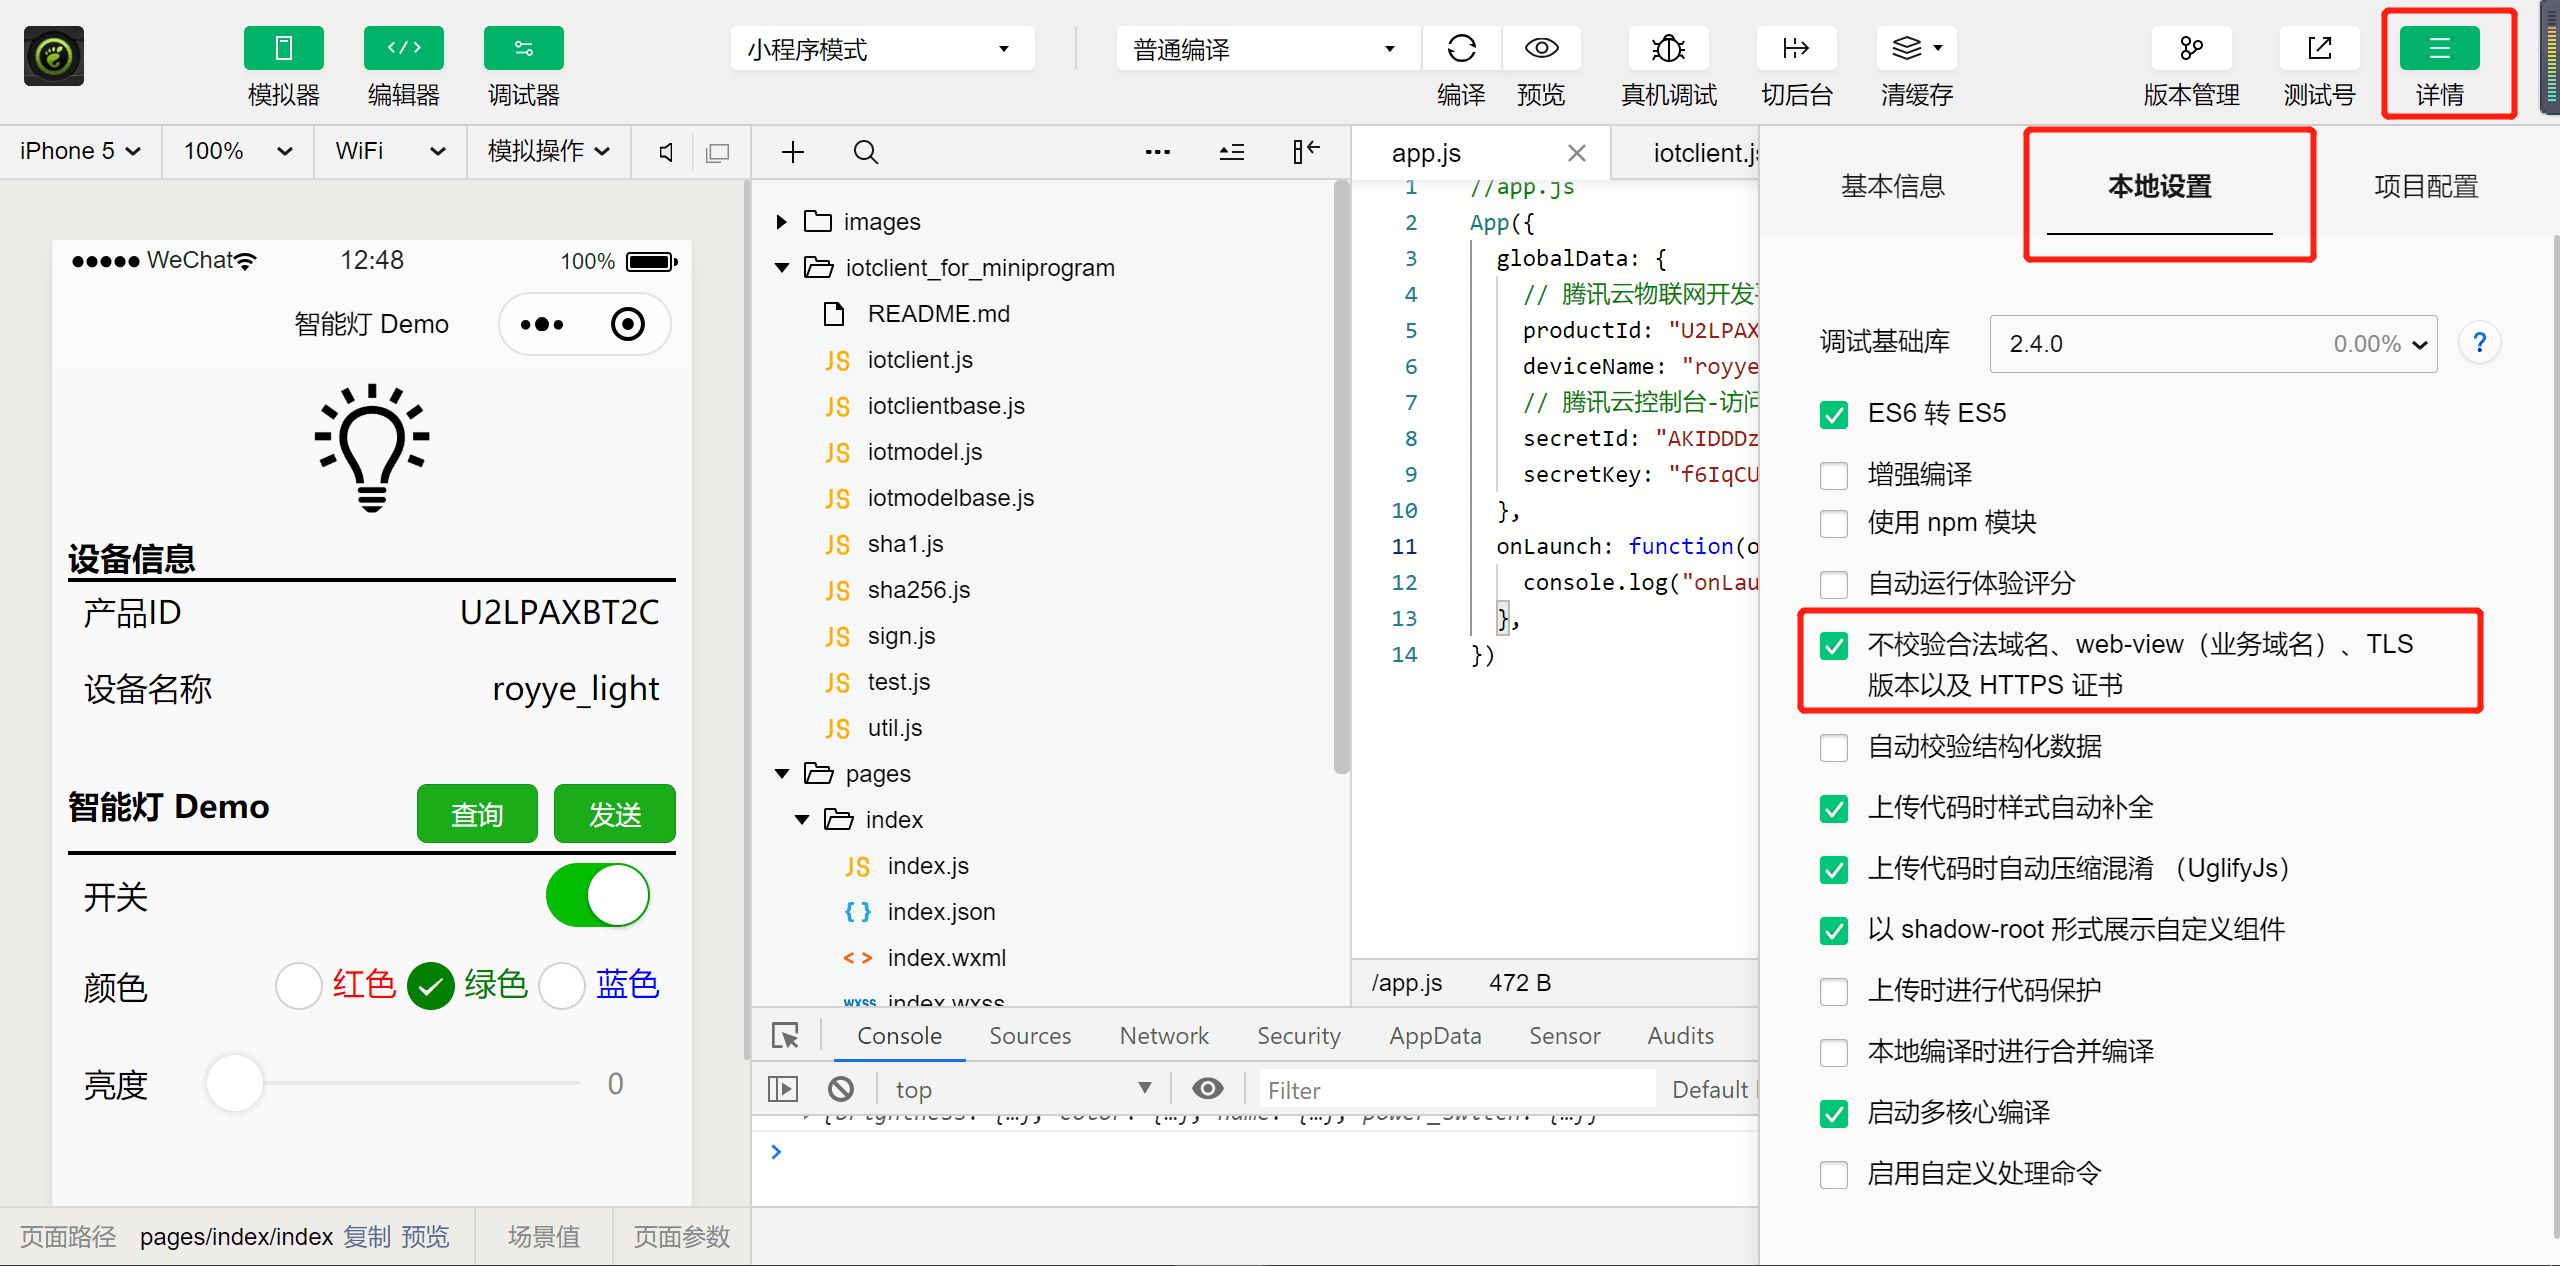 模拟器
编辑器
调试器
小程序模式
普通编译
编译
预览
真机调试
切后台
清缓存
版本管理
测试号
详情
iPhone 5
100%
WiFi
模拟操作
WeChat
12:48
100%
智能灯 Demo
设备信息
产品ID
U2LPAXBT2C
设备名称
royye_light
智能灯 Demo
查询
发送
开关
颜色
红色
绿色
蓝色
亮度
0
页面路径
pages/index/index
复制
预览
场景值
页面参数
images
iotclient_for_miniprogram
README.md
JS iotclient.js
JS iotclientbase.js
JS iotmodel.js
JS iotmodelbase.js
JS sha1.js
JS sha256.js
JS sign.js
JS test.js
JS util.js
pages
index
JS index.js
{ } index.json
< > index.wxml
wxss index.wxss
app.js
iotclient.js
1 //app.js
2 App({
3 globalData: {
4 // 腾讯云物联网开发
5 productId: "U2LPAX
6 deviceName: "royye
7 // 腾讯云控制台-访问
8 secretId: "AKIDDDz
9 secretKey: "f6IqCU
10 },
11 onLaunch: function(o
12 console.log("onLau
13 },
14 })
/app.js
472 B
Console
Sources
Network
Security
AppData
Sensor
Audits
top
Filter
Default
{brightness: {…}, color: {…}, name: {…}, power_switch: {…}}
基本信息
本地设置
项目配置
调试基础库
2.4.0
0.00%
?
ES6 转 ES5
增强编译
使用 npm 模块
自动运行体验评分
不校验合法域名、web-view（业务域名）、TLS
版本以及 HTTPS 证书
自动校验结构化数据
上传代码时样式自动补全
上传代码时自动压缩混淆 （UglifyJs）
以 shadow-root 形式展示自定义组件
上传时进行代码保护
本地编译时进行合并编译
启动多核心编译
启用自定义处理命令